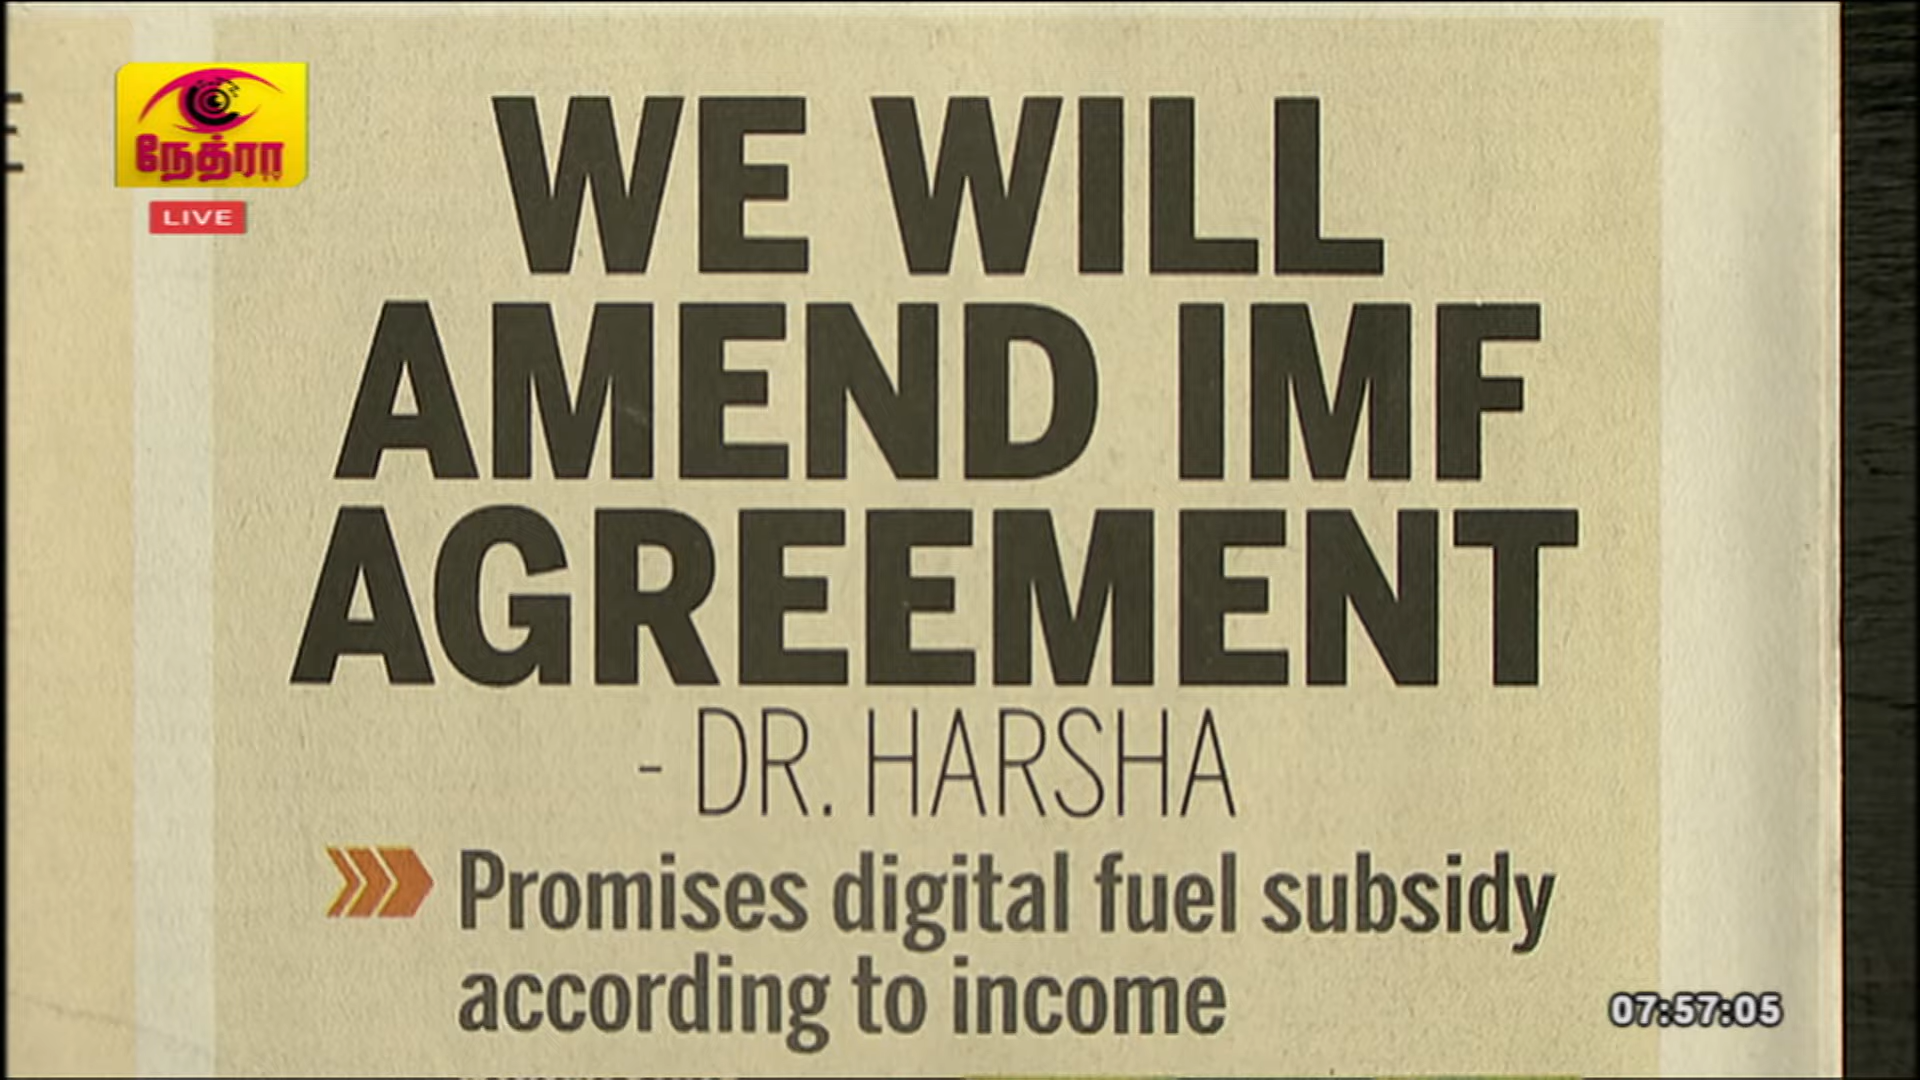 நேத்ரா
LIVE
WE WILL
AMEND IMF
AGREEMENT
- DR. HARSHA
Promises digital fuel subsidy
according to income
07:57:05